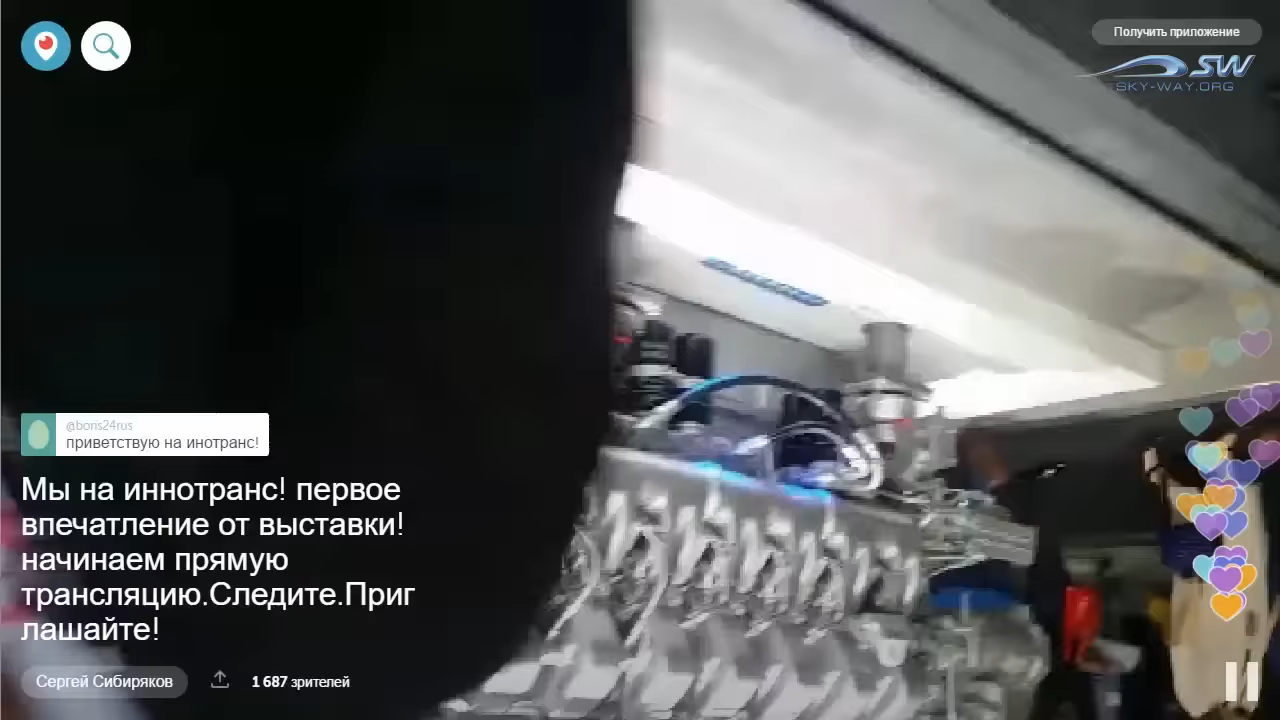 Получить приложение
SW
SKY-WAY.ORG
@boris24rus
приветствую на инотранс!
Мы на иннотранс! первое
впечатление от выставки!
начинаем прямую
трансляцию.Следите.Приг
лашайте!
Сергей Сибиряков
1 687 зрителей